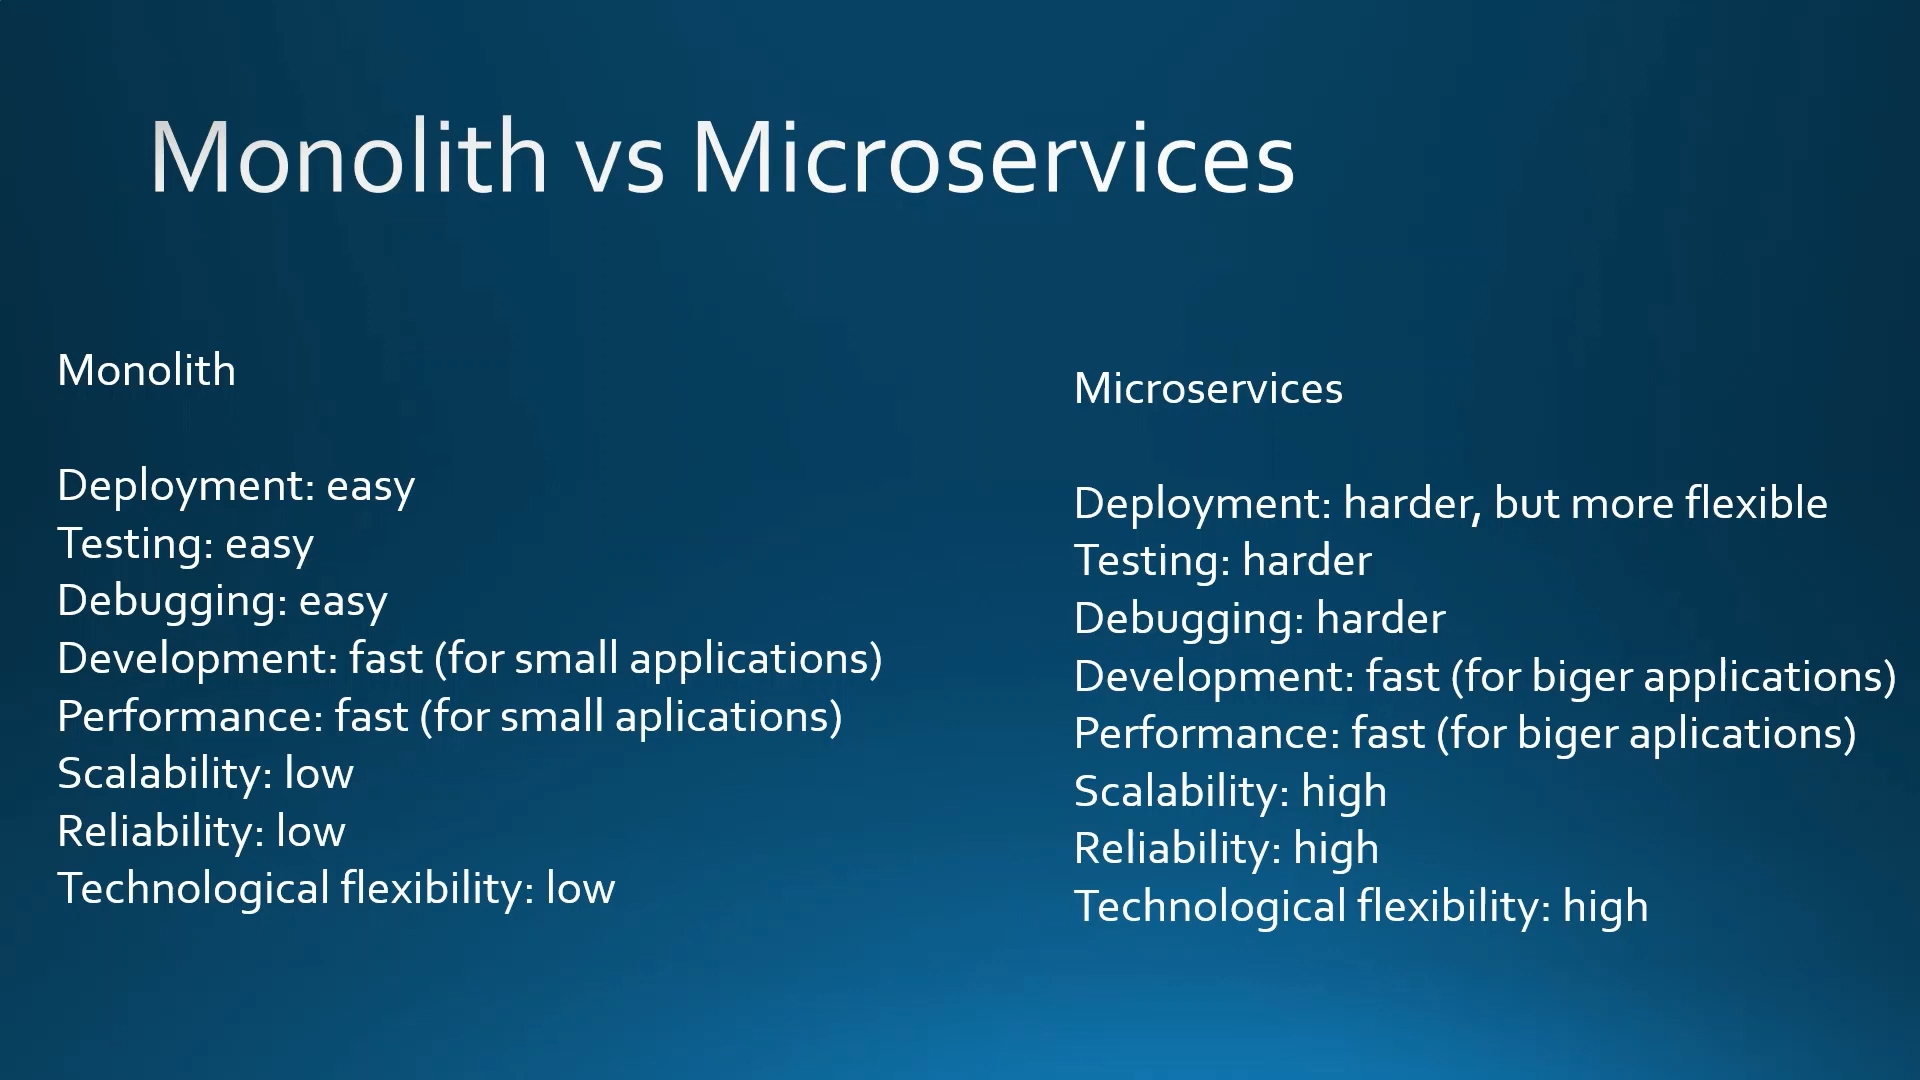 Monolith vs Microservices
Monolith
Deployment: easy
Testing: easy
Debugging: easy
Development: fast (for small applications)
Performance: fast (for small aplications)
Scalability: low
Reliability: low
Technological flexibility: low
Microservices
Deployment: harder, but more flexible
Testing: harder
Debugging: harder
Development: fast (for biger applications)
Performance: fast (for biger aplications)
Scalability: high
Reliability: high
Technological flexibility: high